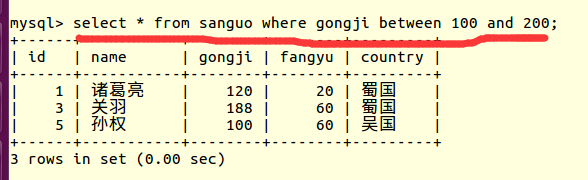 mysql> select * from sanguo where gongji between 100 and 200;
+------+-----------+--------+--------+---------+
| id   | name      | gongji | fangyu | country |
+------+-----------+--------+--------+---------+
|    1 | 诸葛亮    |    120 |     20 | 蜀国    |
|    3 | 关羽      |    188 |     60 | 蜀国    |
|    5 | 孙权      |    100 |     60 | 吴国    |
+------+-----------+--------+--------+---------+
3 rows in set (0.00 sec)